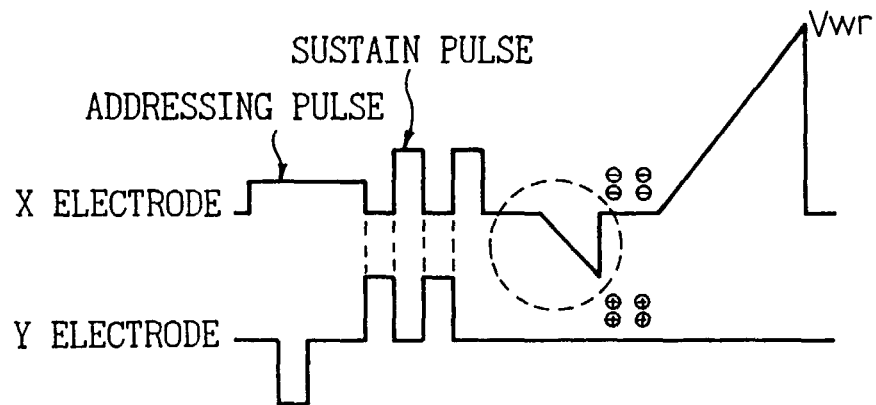 Vwr
SUSTAIN PULSE
ADDRESSING PULSE
X ELECTRODE
Y ELECTRODE